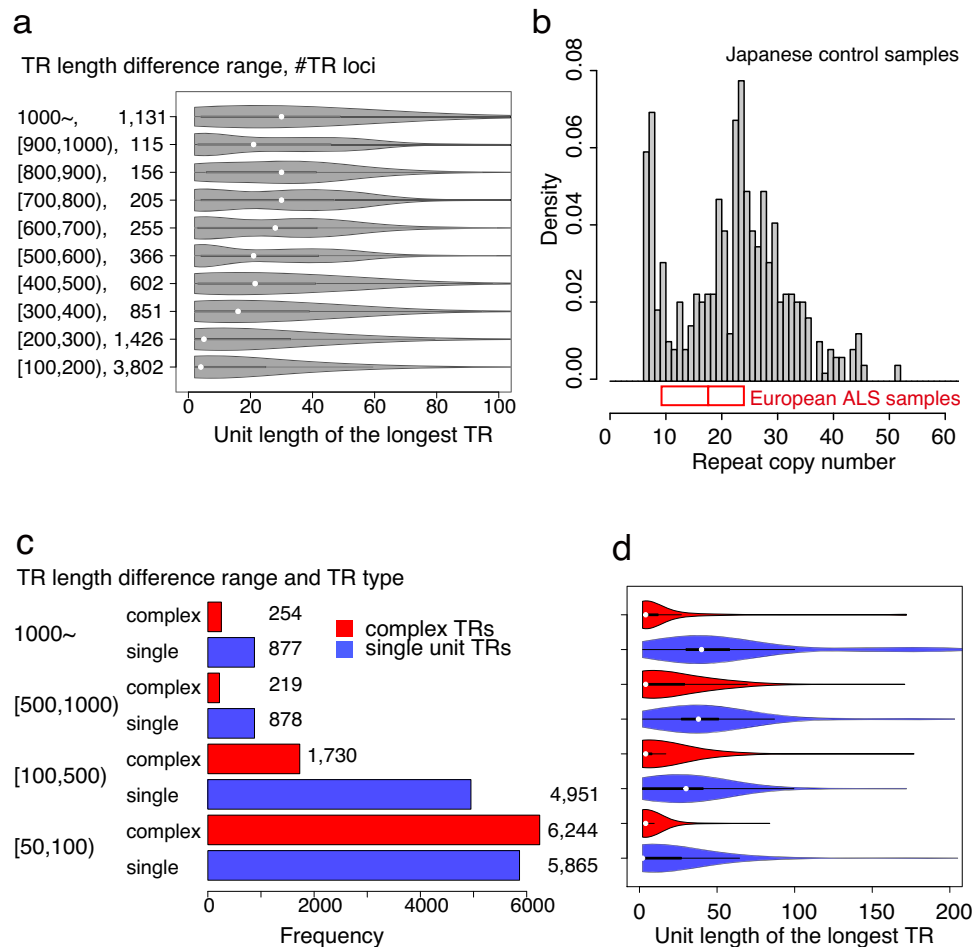 a
TR length difference range, #TR loci
1000~, 1,131
[900,1000), 115
[800,900), 156
[700,800), 205
[600,700), 255
[500,600), 366
[400,500), 602
[300,400), 851
[200,300), 1,426
[100,200), 3,802
0 20 40 60 80 100
Unit length of the longest TR
b
Japanese control samples
0.08
0.06
0.04
0.02
0.00
Density
European ALS samples
0 10 20 30 40 50 60
Repeat copy number
c
TR length difference range and TR type
1000~
complex 254
single 877
complex TRs
single unit TRs
[500,1000)
complex 219
single 878
[100,500)
complex 1,730
single 4,951
[50,100)
complex 6,244
single 5,865
0 2000 4000 6000
Frequency
d
0 50 100 150 200
Unit length of the longest TR